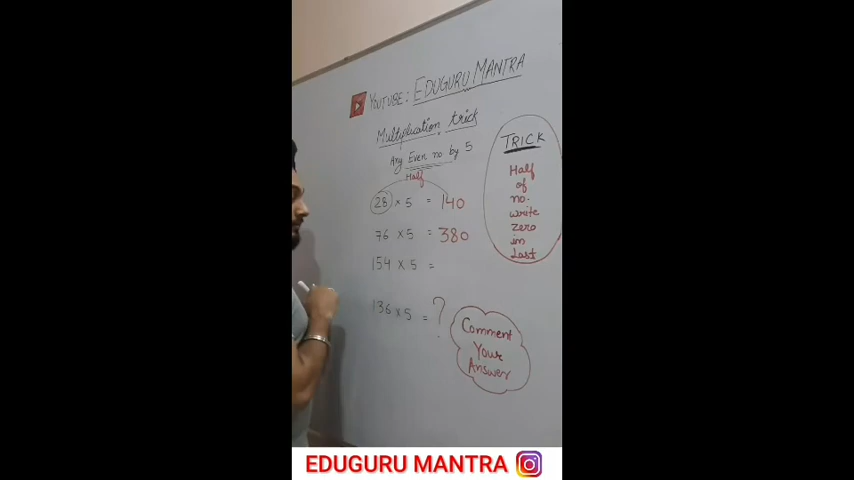 YOUTUBE: EDUGURU MANTRA
Multiplication trick
Any Even no by 5
Half
28 × 5 = 140
76 × 5 = 380
154 × 5 =
136 × 5 = ?
TRICK
Half
of
no.
write
zero
in
Last
Comment
Your
Answer
EDUGURU MANTRA